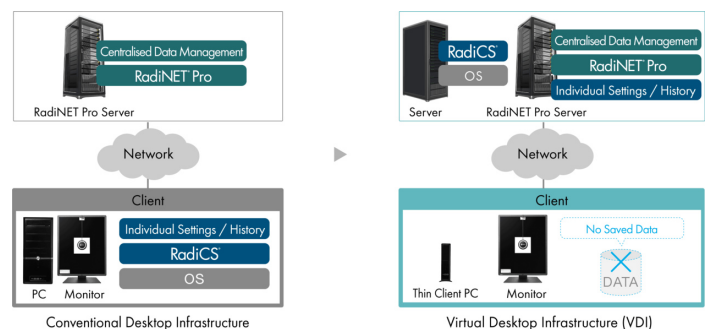 Centralised Data Management
RadiNET Pro
RadiNET Pro Server
Network
Client
Individual Settings / History
RadiCS
OS
PC
Monitor
Conventional Desktop Infrastructure
RadiCS
OS
Server
Centralised Data Management
RadiNET Pro
Individual Settings / History
RadiNET Pro Server
Network
Client
No Saved Data
DATA
Thin Client PC
Monitor
Virtual Desktop Infrastructure (VDI)